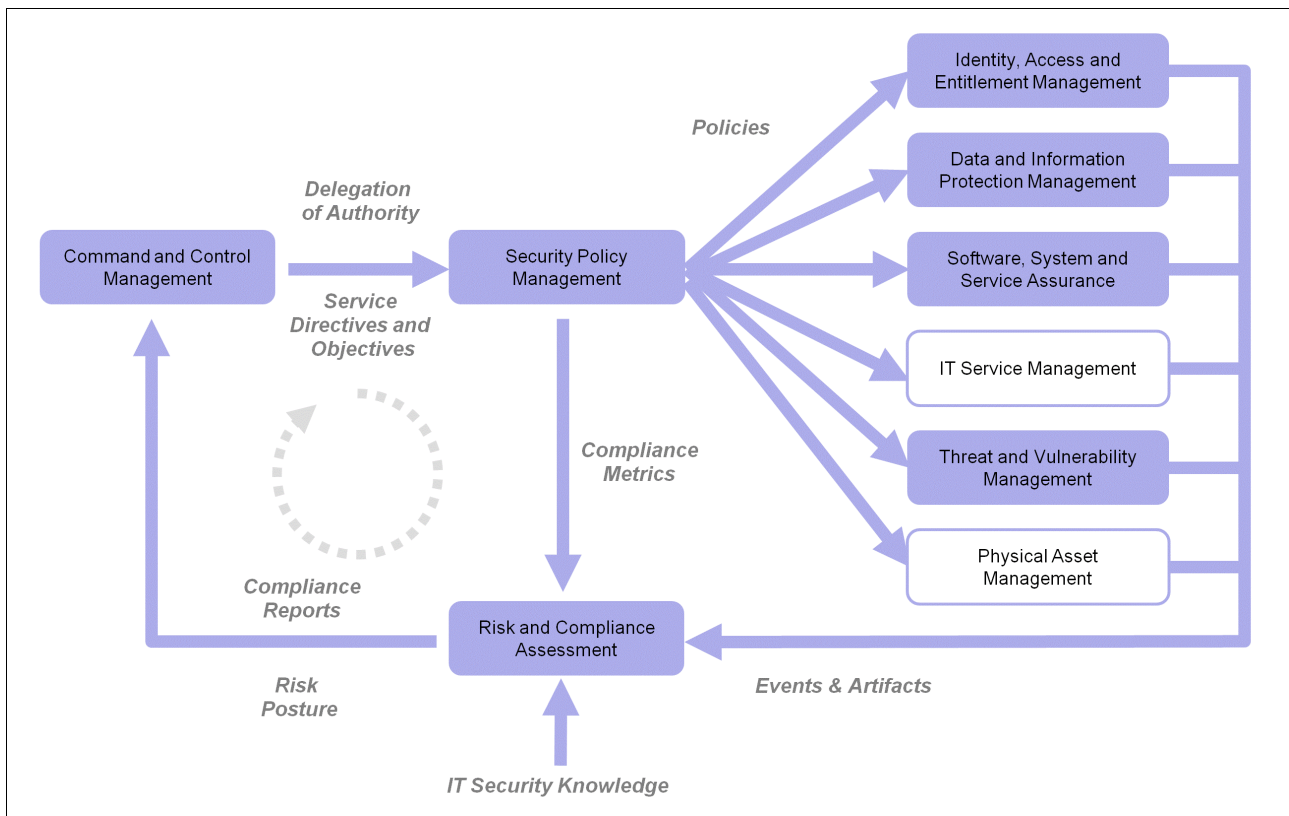 Identity, Access and
Entitlement Management
Policies
Data and Information
Protection Management
Delegation
of Authority
Command and Control
Management
Security Policy
Management
Software, System and
Service Assurance
Service
Directives and
Objectives
IT Service Management
Compliance
Metrics
Threat and Vulnerability
Management
Physical Asset
Management
Compliance
Reports
Risk and Compliance
Assessment
Risk
Posture
Events & Artifacts
IT Security Knowledge